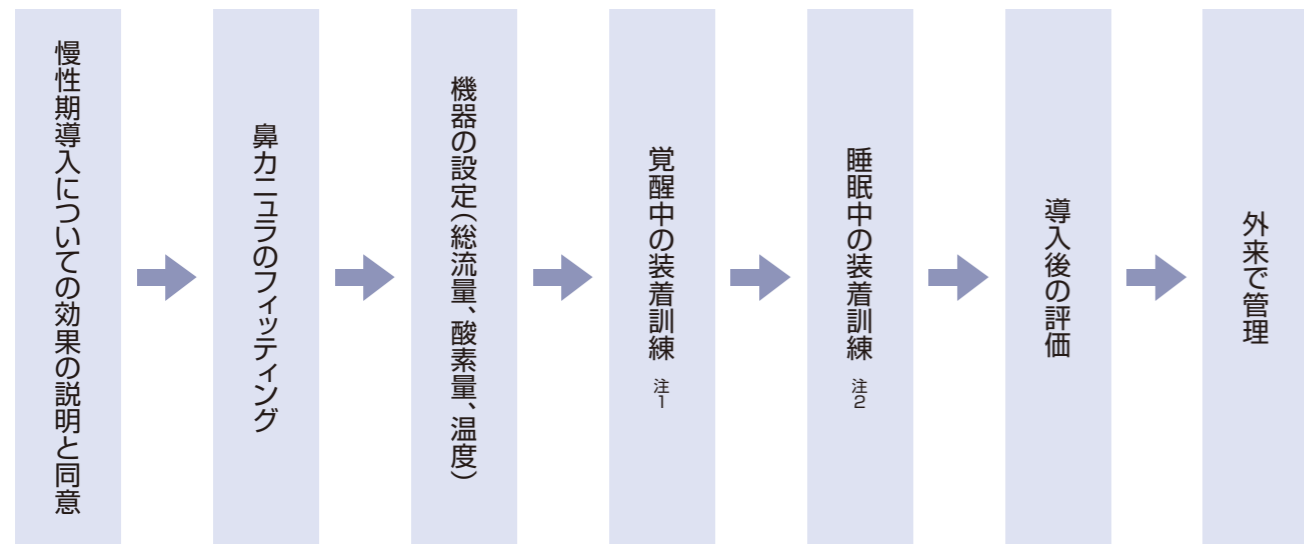 慢性期導入についての効果の説明と同意
鼻カニュラのフィッティング
機器の設定(総流量、酸素量、温度)
覚醒中の装着訓練 注1
睡眠中の装着訓練 注2
導入後の評価
外来で管理